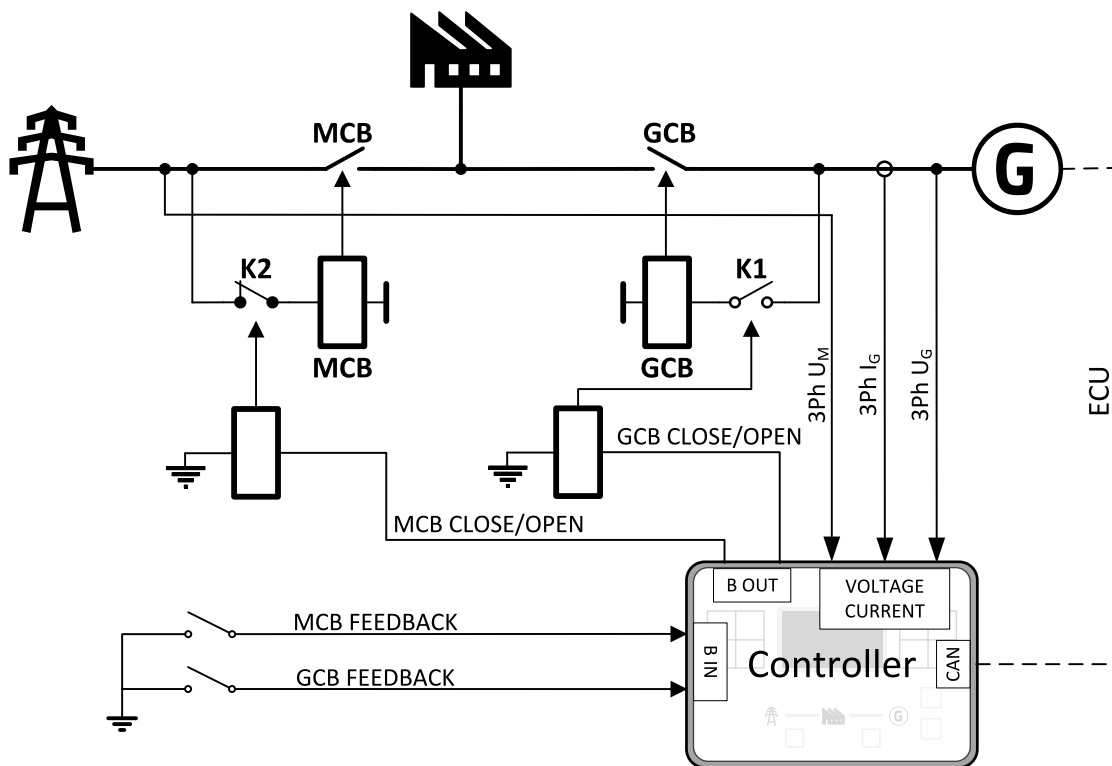 MCB
GCB
G
K2
K1
MCB
GCB
3Ph U_M
3Ph I_G
3Ph U_G
ECU
GCB CLOSE/OPEN
MCB CLOSE/OPEN
B OUT
VOLTAGE
CURRENT
MCB FEEDBACK
B IN
Controller
CAN
GCB FEEDBACK
G